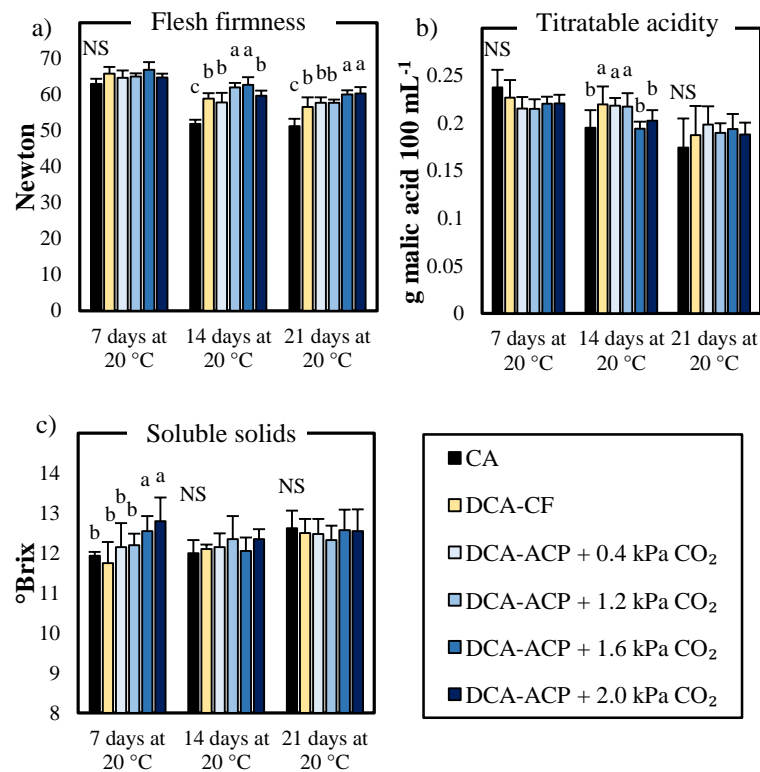 a)
Flesh firmness
Newton
70
60
50
40
30
20
10
0
NS
c b b a a b
c b b b a a
7 days at 20 °C
14 days at 20 °C
21 days at 20 °C
b)
Titratable acidity
g malic acid 100 mL⁻¹
0.25
0.2
0.15
0.1
0.05
0
NS
b a a a b b
NS
7 days at 20 °C
14 days at 20 °C
21 days at 20 °C
c)
Soluble solids
°Brix
14
13
12
11
10
9
8
b b b b a a
NS
NS
7 days at 20 °C
14 days at 20 °C
21 days at 20 °C
CA
DCA-CF
DCA-ACP + 0.4 kPa CO₂
DCA-ACP + 1.2 kPa CO₂
DCA-ACP + 1.6 kPa CO₂
DCA-ACP + 2.0 kPa CO₂